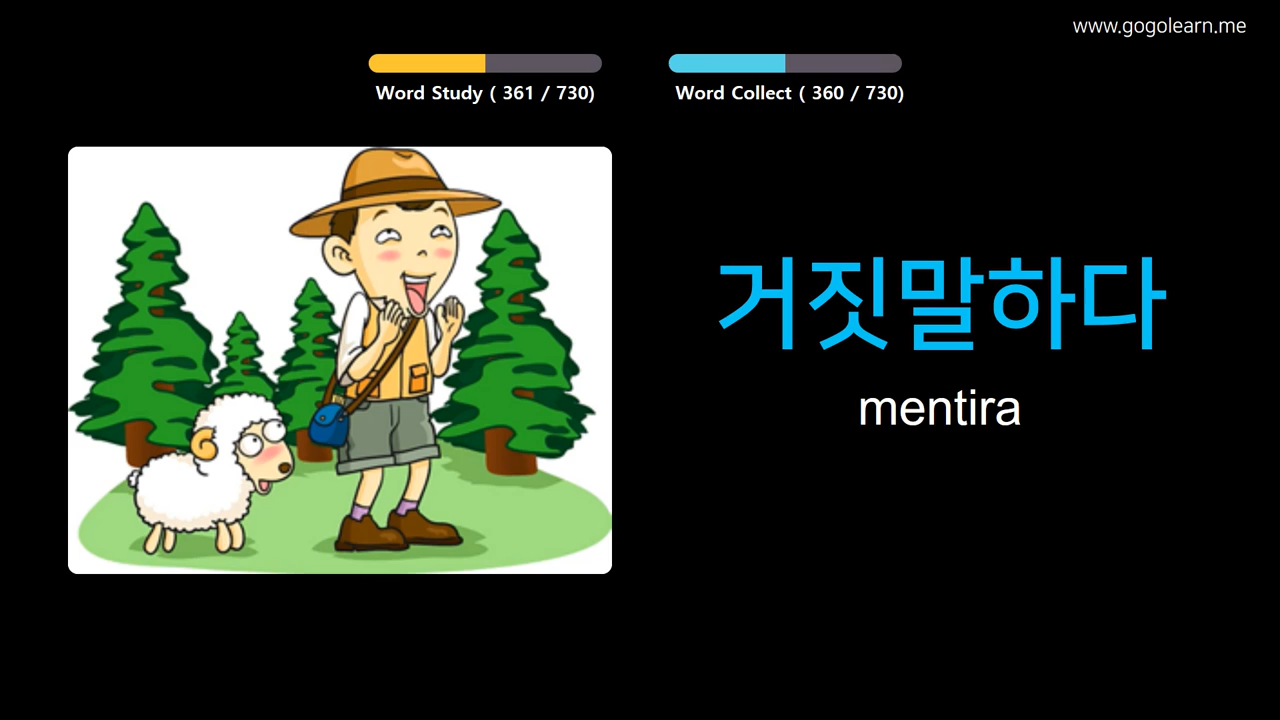 www.gogolearn.me
Word Study ( 361 / 730)
Word Collect ( 360 / 730)
거짓말하다
mentira